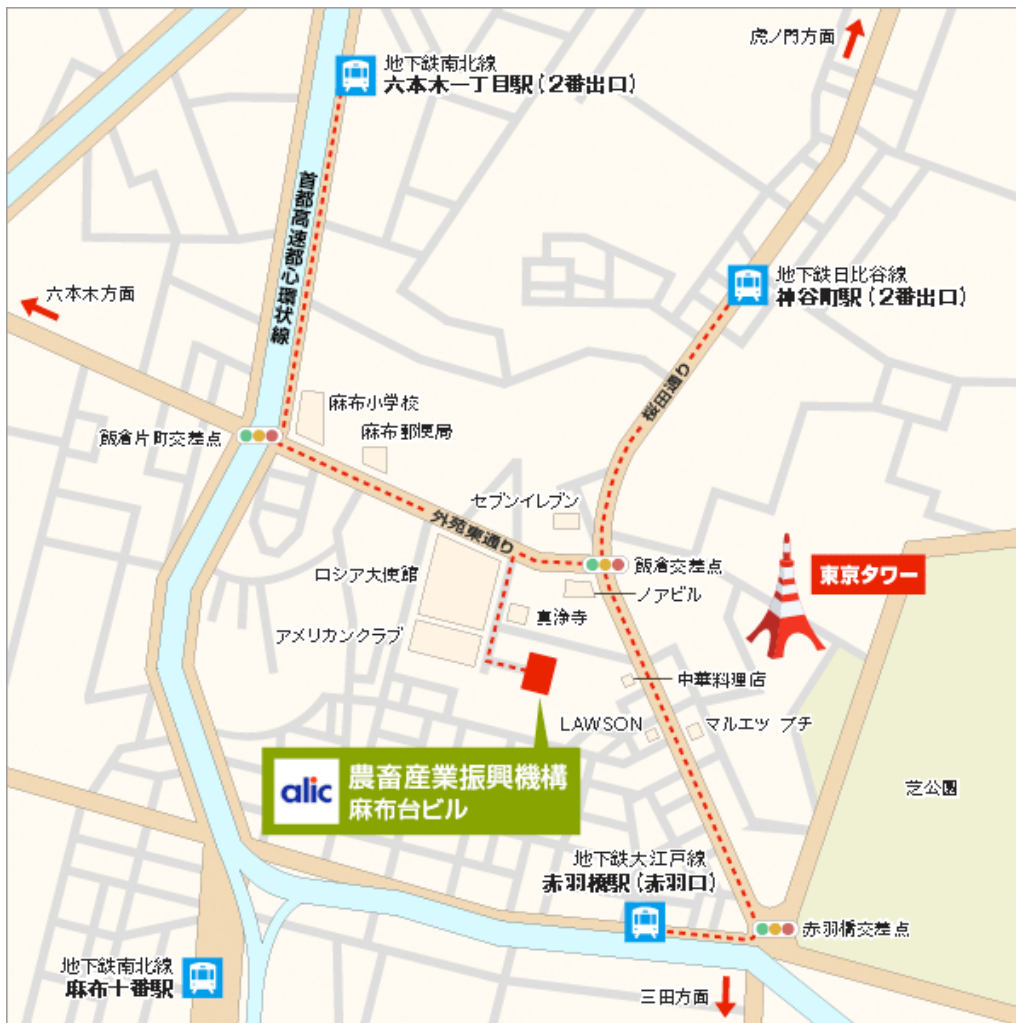 虎ノ門方面
地下鉄南北線
六本木一丁目駅(2番出口)
首都高速都心環状線
地下鉄日比谷線
神谷町駅(2番出口)
六本木方面
桜田通り
麻布小学校
麻布郵便局
飯倉片町交差点
セブンイレブン
外苑東通り
飯倉交差点
東京タワー
ロシア大使館
ノアビル
真浄寺
アメリカンクラブ
中華料理店
LAWSON
マルエツ プチ
alic
農畜産業振興機構
麻布台ビル
芝公園
地下鉄大江戸線
赤羽橋駅(赤羽口)
赤羽橋交差点
地下鉄南北線
麻布十番駅
三田方面